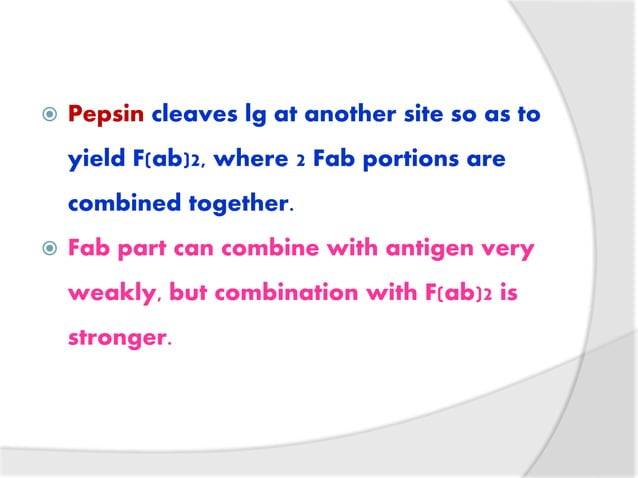 Pepsin cleaves Ig at another site so as to
yield F(ab)2, where 2 Fab portions are
combined together.
Fab part can combine with antigen very
weakly, but combination with F(ab)2 is
stronger.